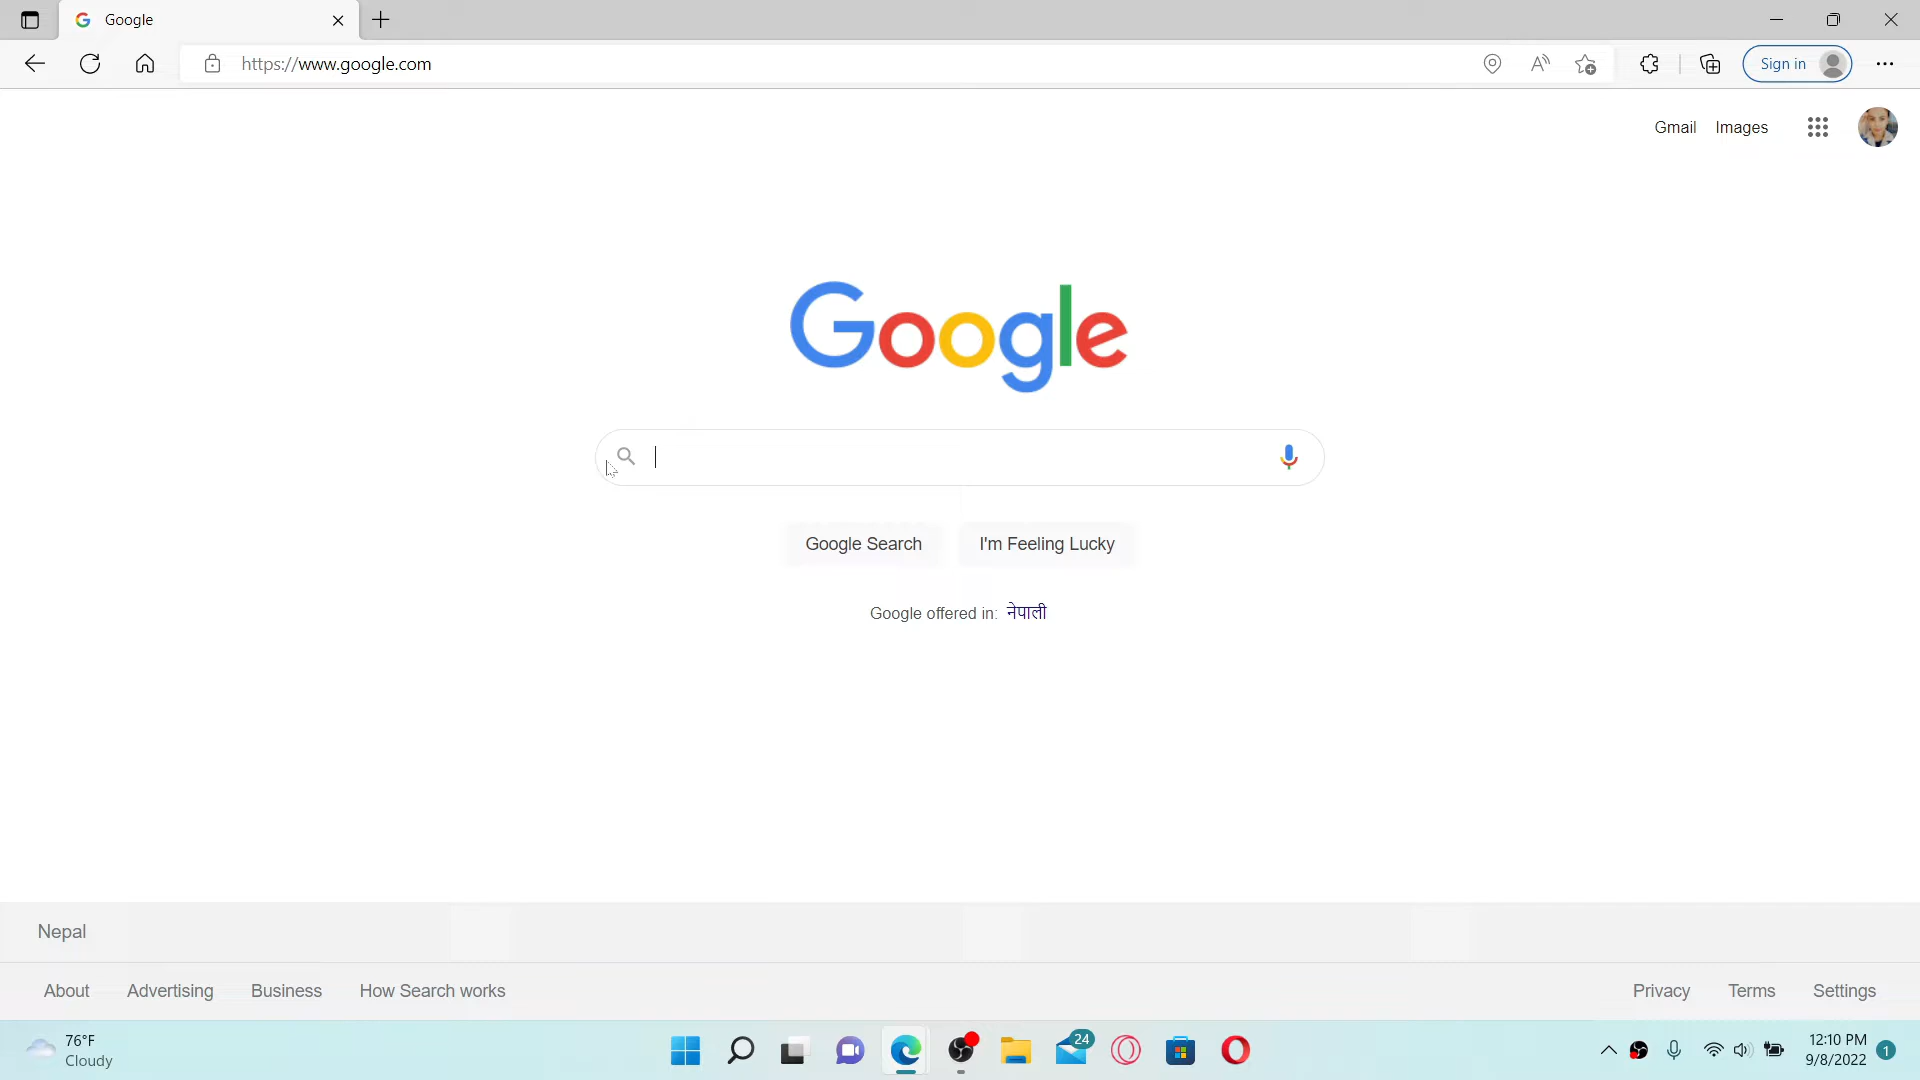 Google
https://www.google.com
Sign in
Gmail Images
Google
Google Search I'm Feeling Lucky
Google offered in: नेपाली
Nepal
About Advertising Business How Search works Privacy Terms Settings
76°F
Cloudy
24
12:10 PM
9/8/2022
1